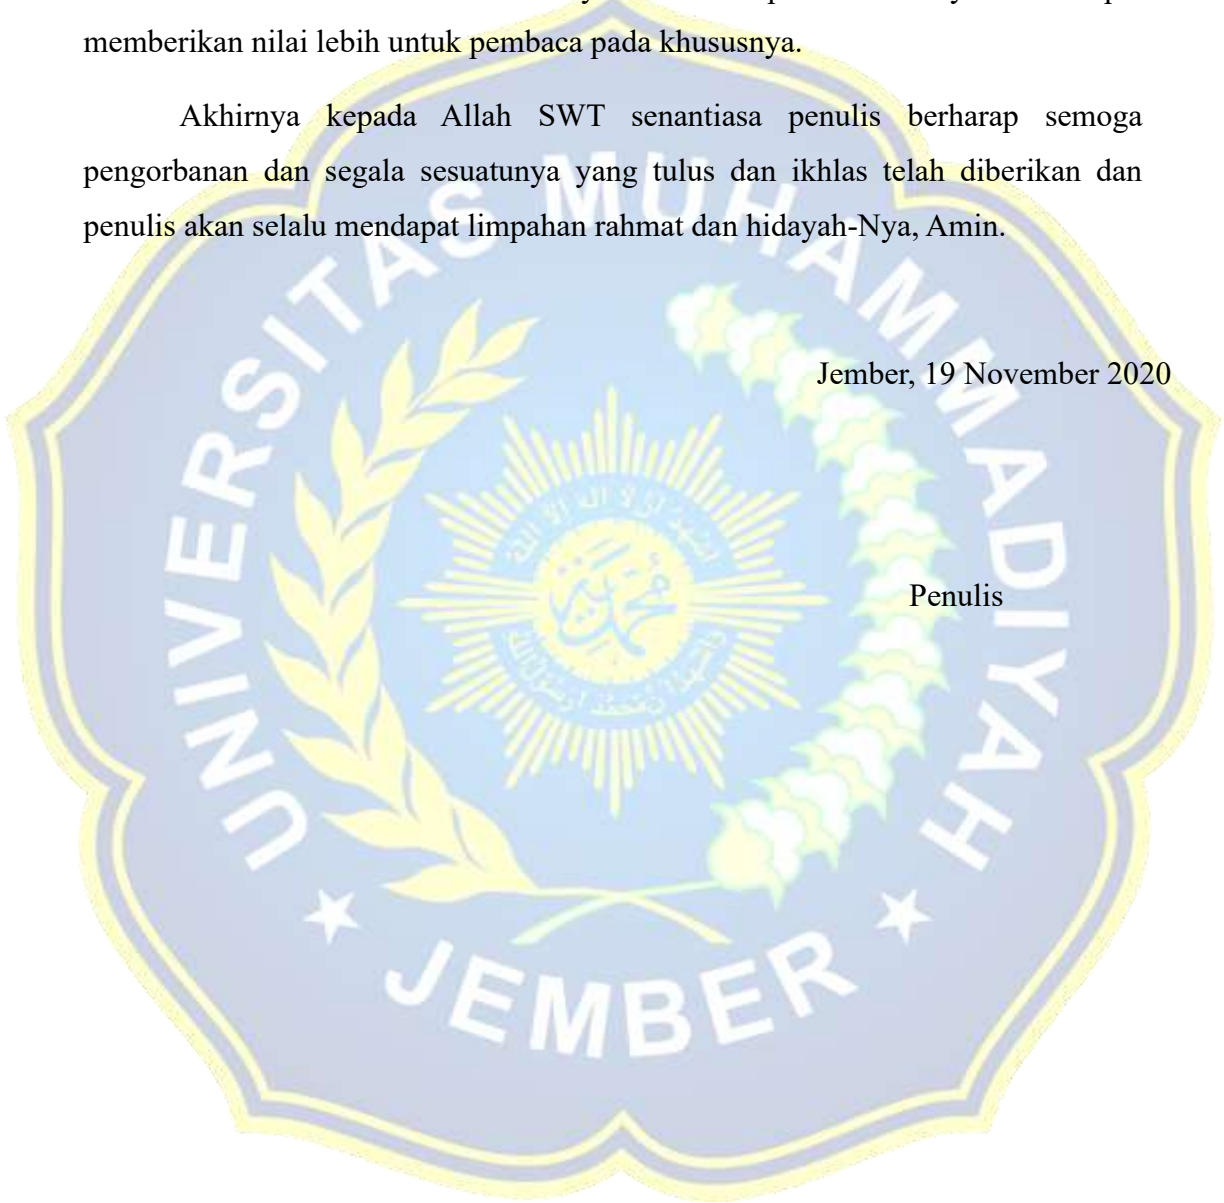 memberikan nilai lebih untuk pembaca pada khususnya.
Akhirnya kepada Allah SWT senantiasa penulis berharap semoga
pengorbanan dan segala sesuatunya yang tulus dan ikhlas telah diberikan dan
penulis akan selalu mendapat limpahan rahmat dan hidayah-Nya, Amin.
Jember, 19 November 2020
Penulis
UNIVERSITAS MUHAMMADIYAH
JEMBER
محمد